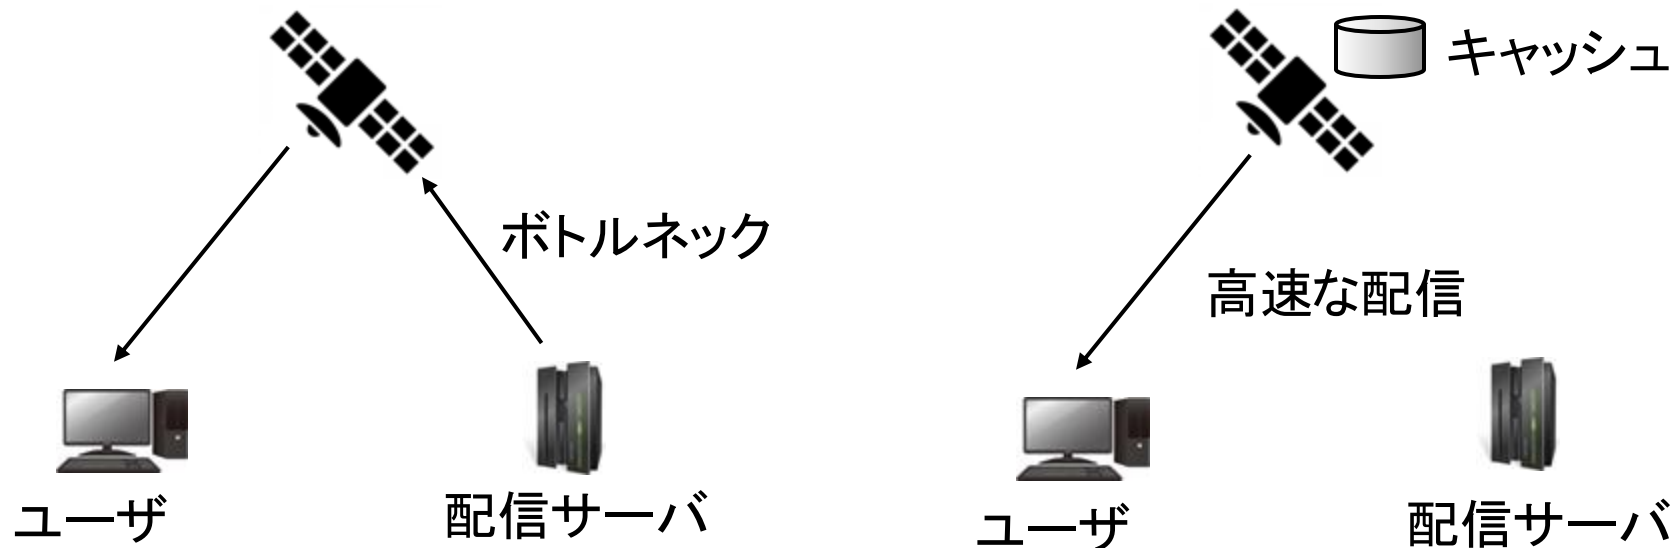 キャッシュ
ボトルネック
高速な配信
ユーザ
配信サーバ
ユーザ
配信サーバ